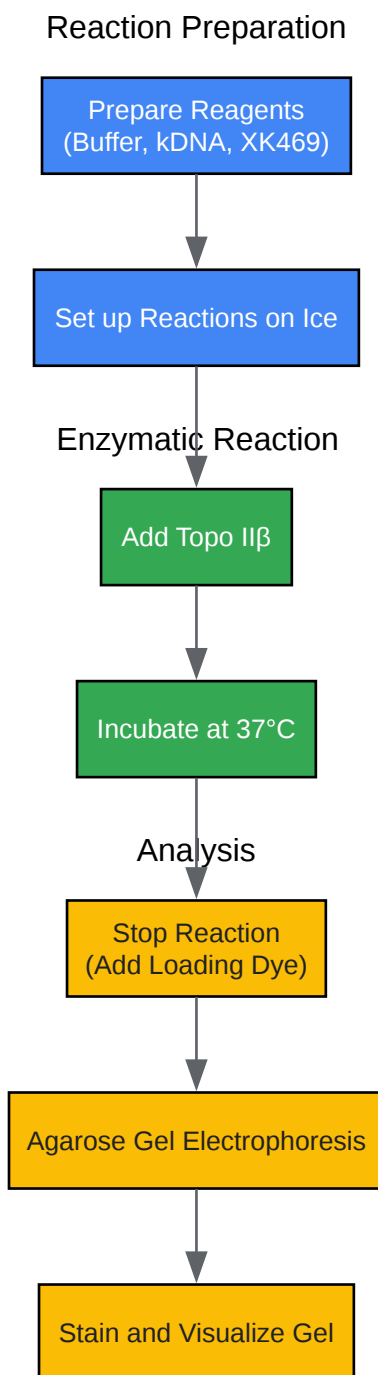 Reaction Preparation
Prepare Reagents
(Buffer, kDNA, XK469)
Set up Reactions on Ice
Enzymatic Reaction
Add Topo IIβ
Incubate at 37°C
Analysis
Stop Reaction
(Add Loading Dye)
Agarose Gel Electrophoresis
Stain and Visualize Gel